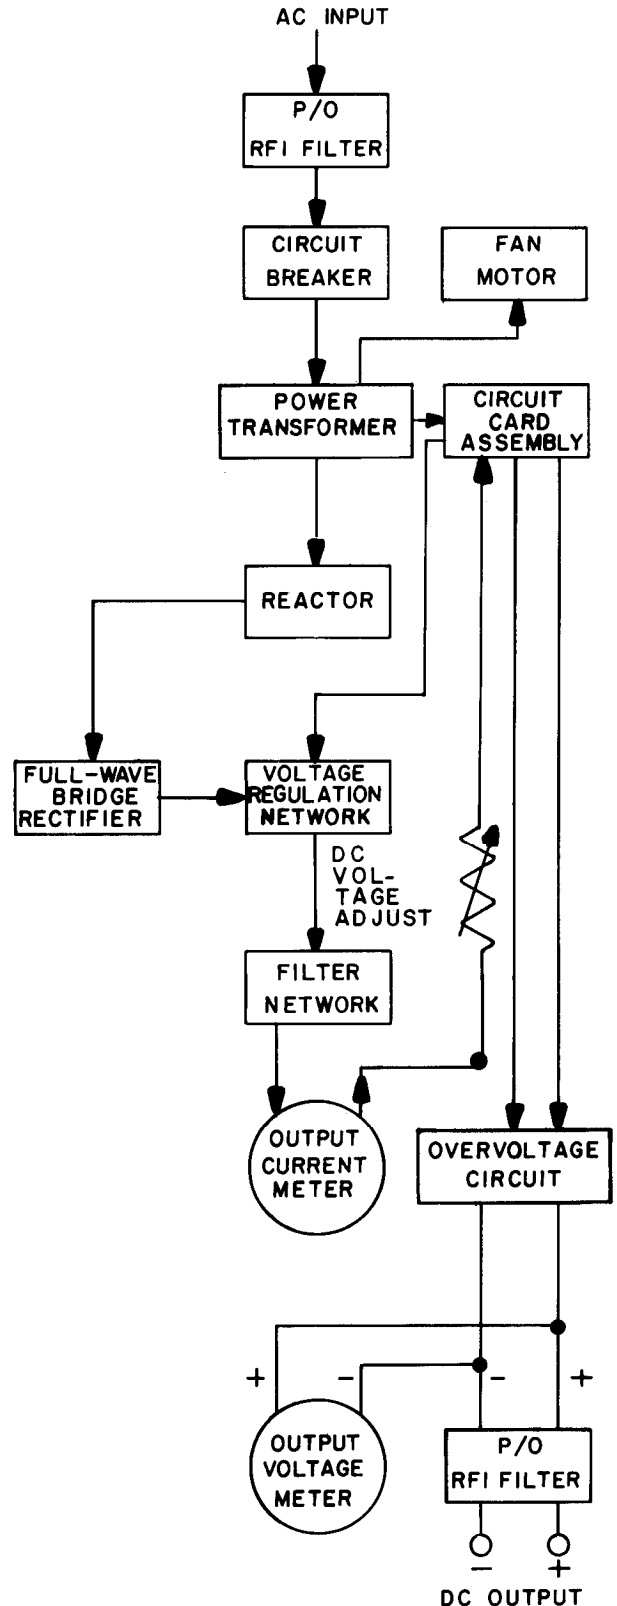 AC INPUT
P/O
RFI FILTER
CIRCUIT
BREAKER
FAN
MOTOR
POWER
TRANSFORMER
CIRCUIT
CARD
ASSEMBLY
REACTOR
FULL-WAVE
BRIDGE
RECTIFIER
VOLTAGE
REGULATION
NETWORK
DC
VOL-
TAGE
ADJUST
FILTER
NETWORK
OUTPUT
CURRENT
METER
OVERVOLTAGE
CIRCUIT
+ - - +
OUTPUT
VOLTAGE
METER
P/O
RFI FILTER
- +
DC OUTPUT